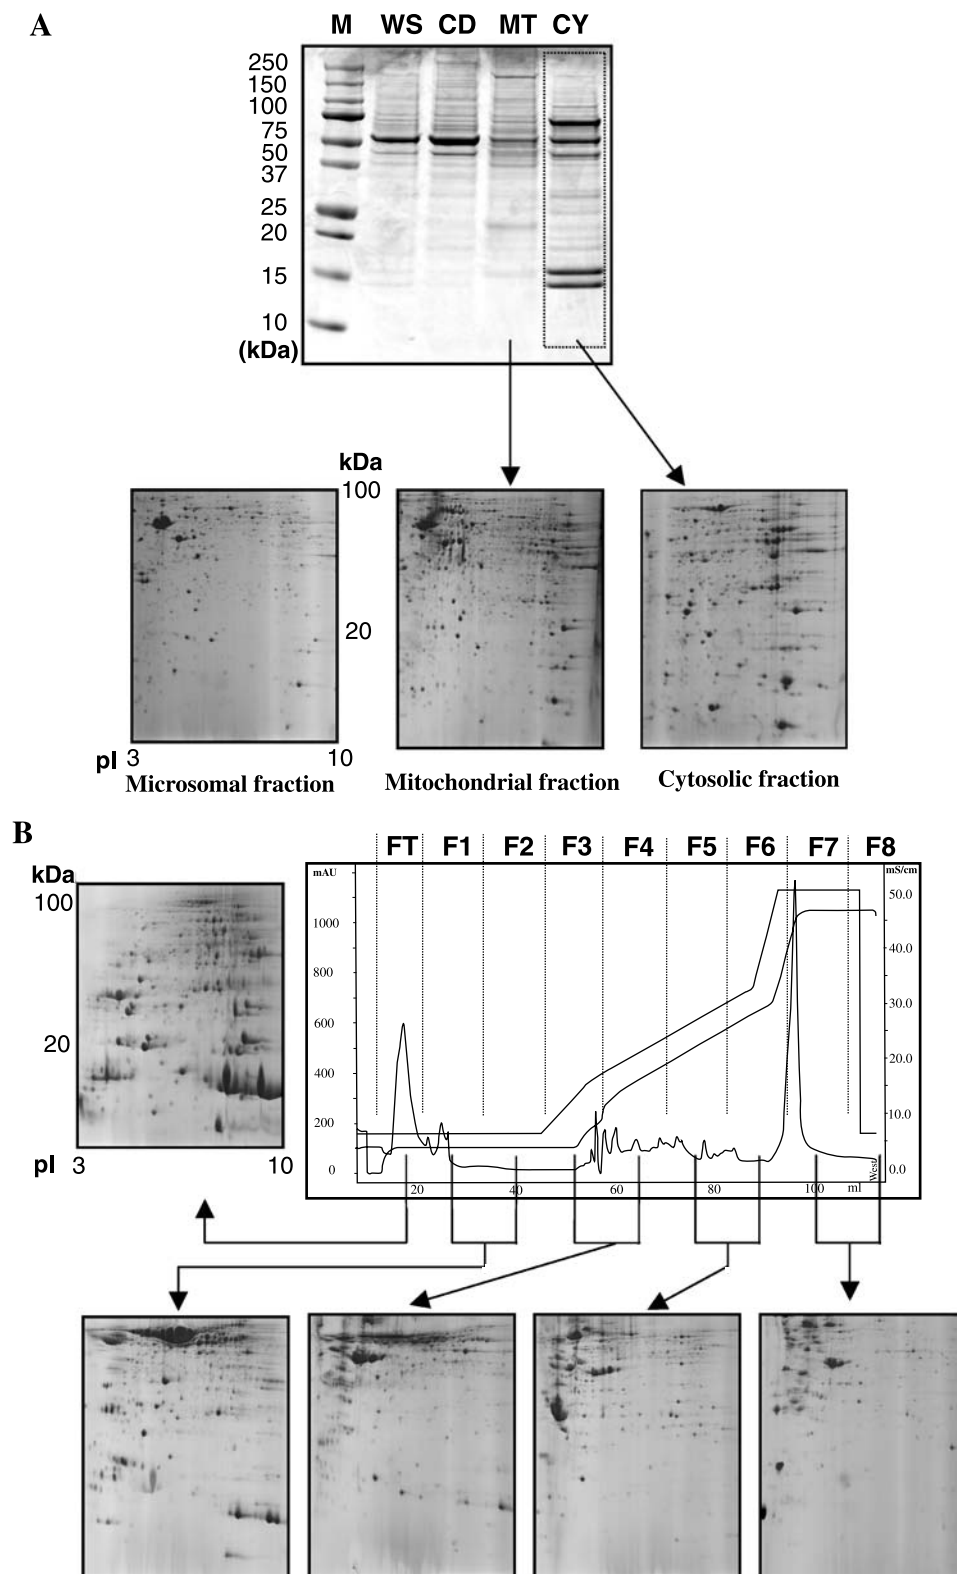 A
M WS CD MT CY
250
150
100
75
50
37
25
20
15
10
(kDa)
kDa
100
20
pI 3 10
Microsomal fraction
Mitochondrial fraction
Cytosolic fraction
B
FT F1 F2 F3 F4 F5 F6 F7 F8
kDa
100
20
pI 3 10
mAU
1000
800
600
400
200
0
mS/cm
50.0
40.0
30.0
20.0
10.0
0.0
20 40 60 80 100 ml